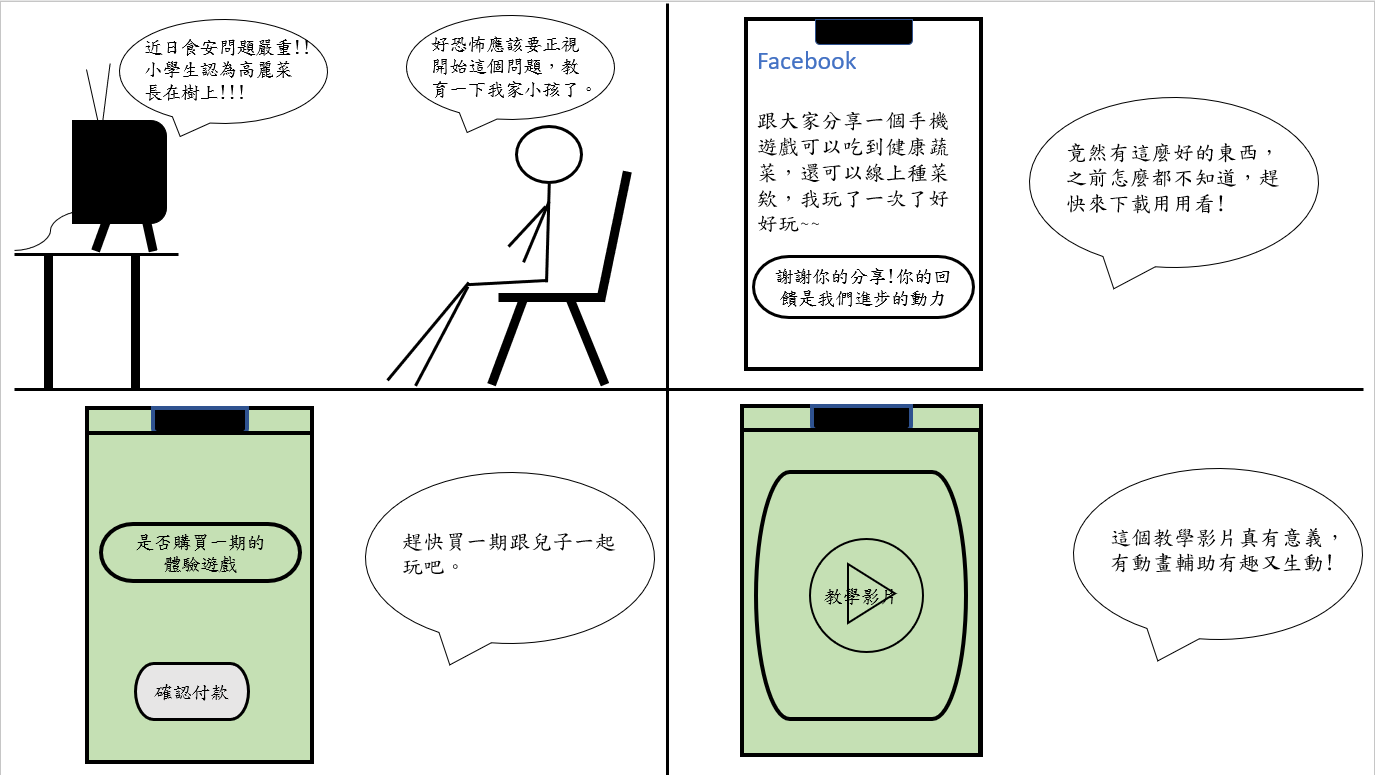 近日食安問題嚴重!!
小學生認為高麗菜
長在樹上!!!
好恐怖應該要正視
開始這個問題，教
育一下我家小孩了。
Facebook
跟大家分享一個手機
遊戲可以吃到健康蔬
菜，還可以線上種菜
欸，我玩了一次了好
好玩~~
謝謝你的分享!你的回
饋是我們進步的動力
竟然有這麼好的東西，
之前怎麼都不知道，趕
快來下載用用看!
是否購買一期的
體驗遊戲
確認付款
趕快買一期跟兒子一起
玩吧。
教學影片
這個教學影片真有意義，
有動畫輔助有趣又生動!